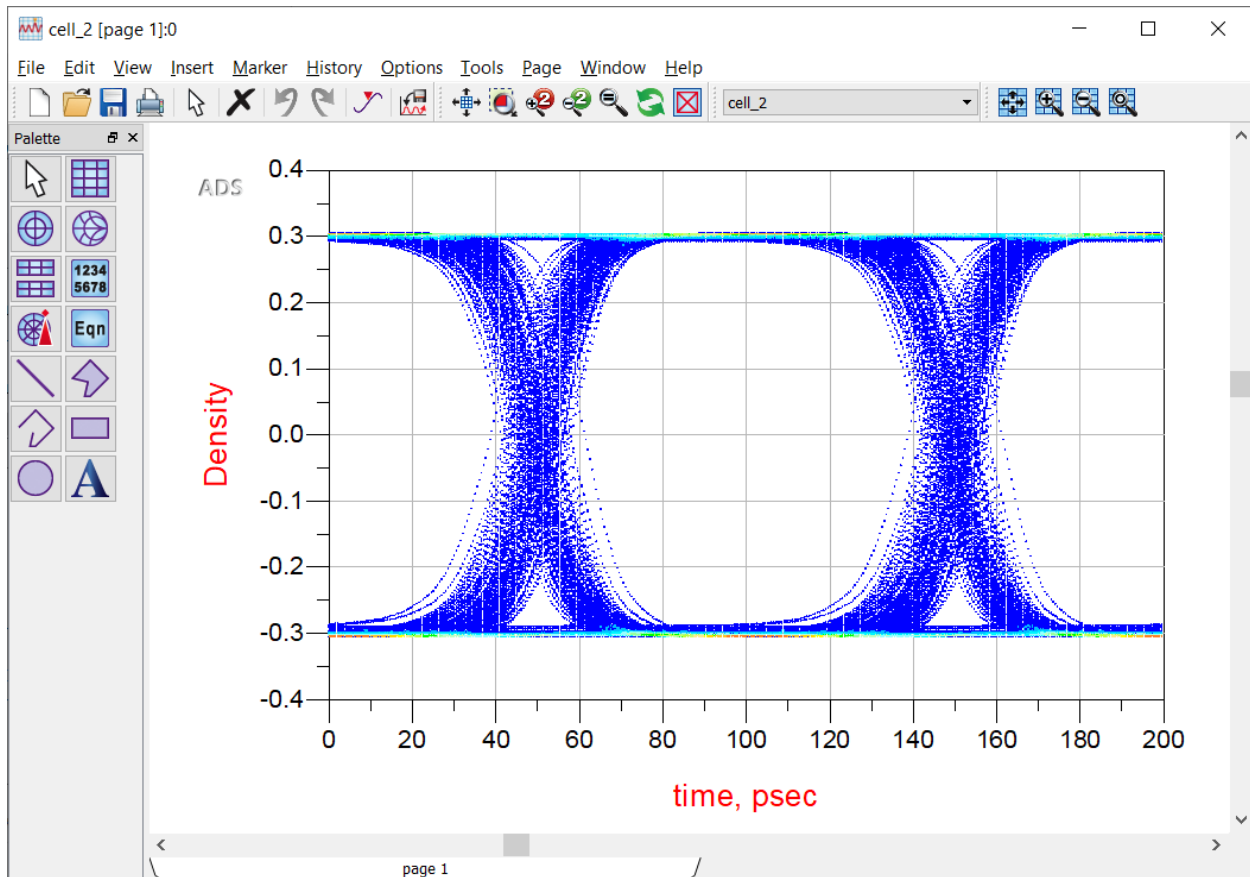 cell_2 [page 1]:0
File Edit View Insert Marker History Options Tools Page Window Help
2 2 cell_2
Palette
1234
5678
Eqn
A
ADS
0.4
0.3
0.2
0.1
0.0
-0.1
-0.2
-0.3
-0.4
Density
0 20 40 60 80 100 120 140 160 180 200
time, psec
page 1